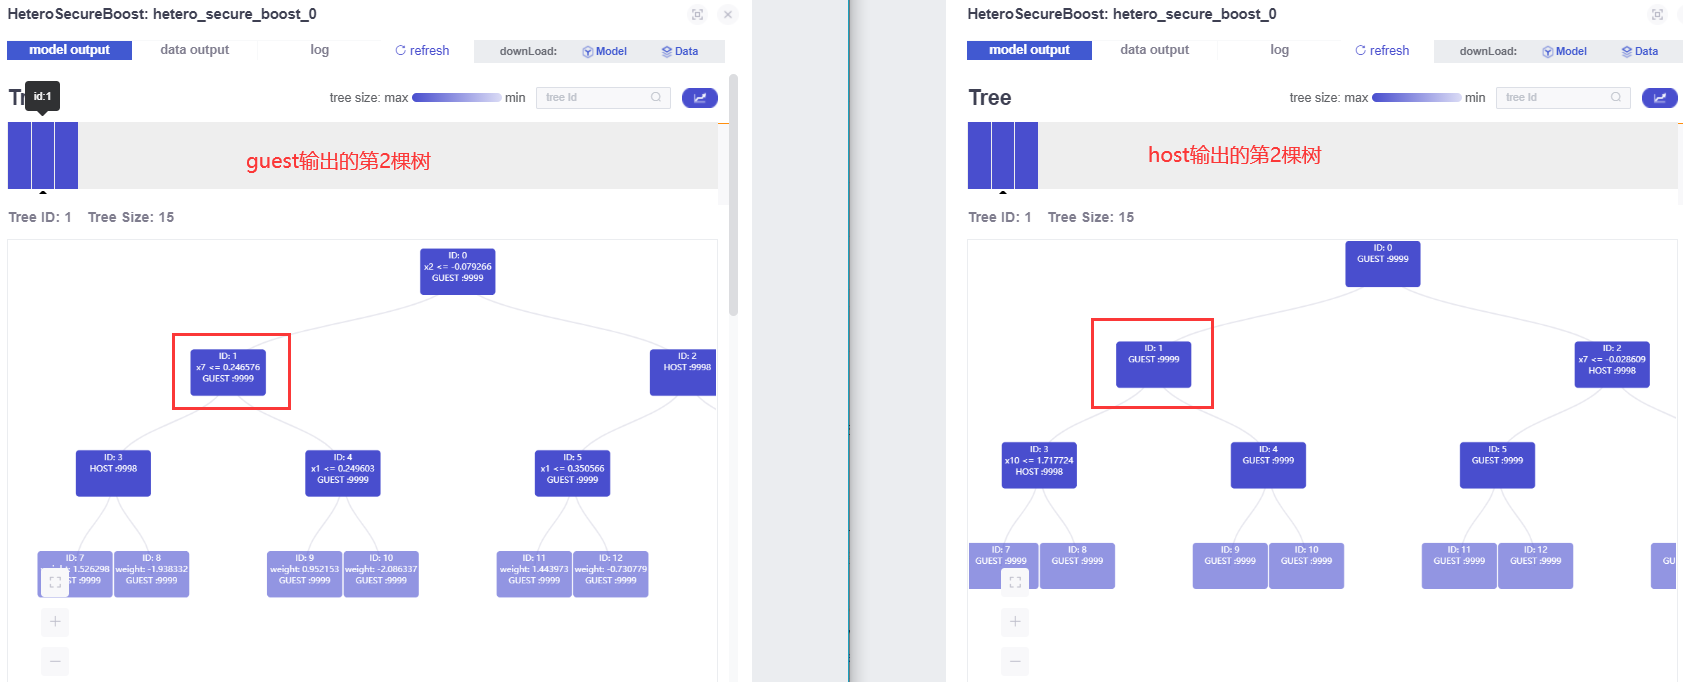 HeteroSecureBoost: hetero_secure_boost_0
model output data output log refresh downLoad: Model Data
id:1
tree size: max min tree Id
guest输出的第2棵树
Tree ID: 1 Tree Size: 15
ID: 0
x2 <= -0.079266
GUEST :9999
ID: 1
x7 <= 0.246576
GUEST :9999
ID: 2
HOST :9998
ID: 3
HOST :9998
ID: 4
x1 <= 0.249603
GUEST :9999
ID: 5
x1 <= 0.350566
GUEST :9999
ID: 7
weight: 1.526298
ST :9999
ID: 8
weight: -1.938332
GUEST :9999
ID: 9
weight: 0.952153
GUEST :9999
ID: 10
weight: -2.086337
GUEST :9999
ID: 11
weight: 1.443973
GUEST :9999
ID: 12
weight: -0.730779
GUEST :9999
HeteroSecureBoost: hetero_secure_boost_0
model output data output log refresh downLoad: Model Data
Tree tree size: max min tree Id
host输出的第2棵树
Tree ID: 1 Tree Size: 15
ID: 0
GUEST :9999
ID: 1
GUEST :9999
ID: 2
x7 <= -0.028609
HOST :9998
ID: 3
x10 <= 1.717724
HOST :9998
ID: 4
GUEST :9999
ID: 5
GUEST :9999
ID: 7
GUEST :9999
ID: 8
GUEST :9999
ID: 9
GUEST :9999
ID: 10
GUEST :9999
ID: 11
GUEST :9999
ID: 12
GUEST :9999
GU